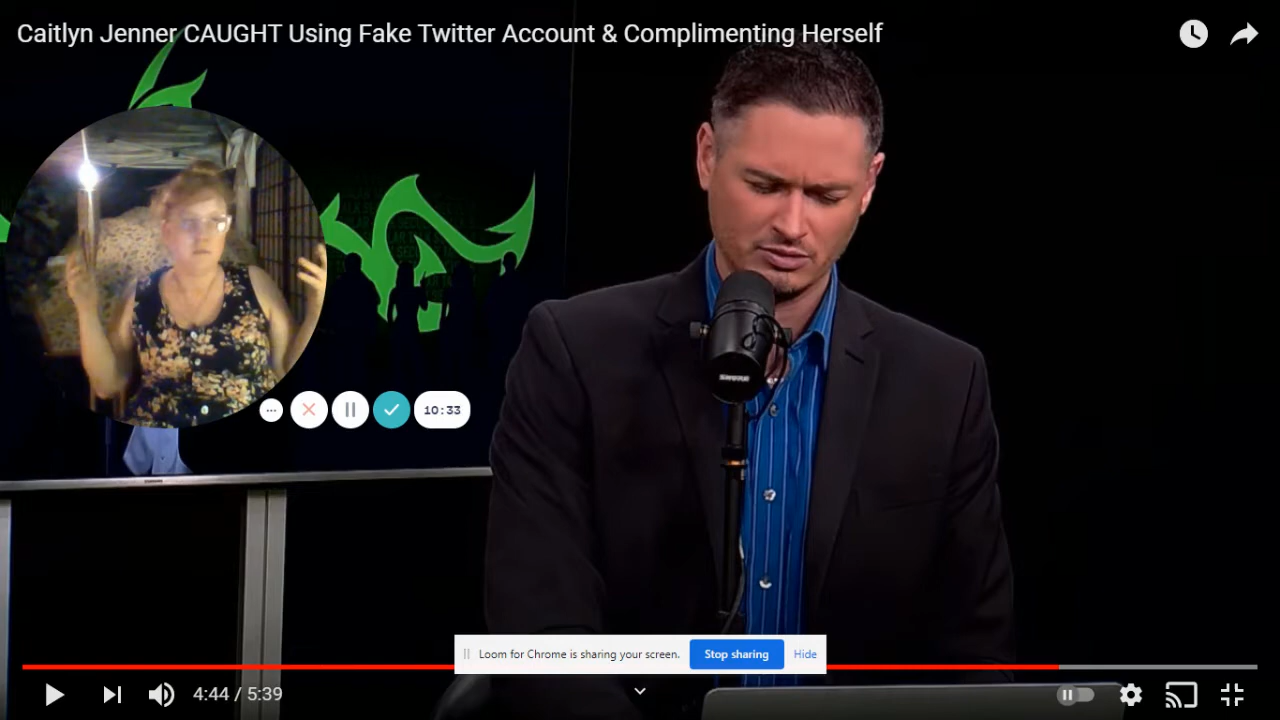 Caitlyn Jenner CAUGHT Using Fake Twitter Account & Complimenting Herself
10:33
SHURE
Loom for Chrome is sharing your screen.
Stop sharing
Hide
4:44 / 5:39